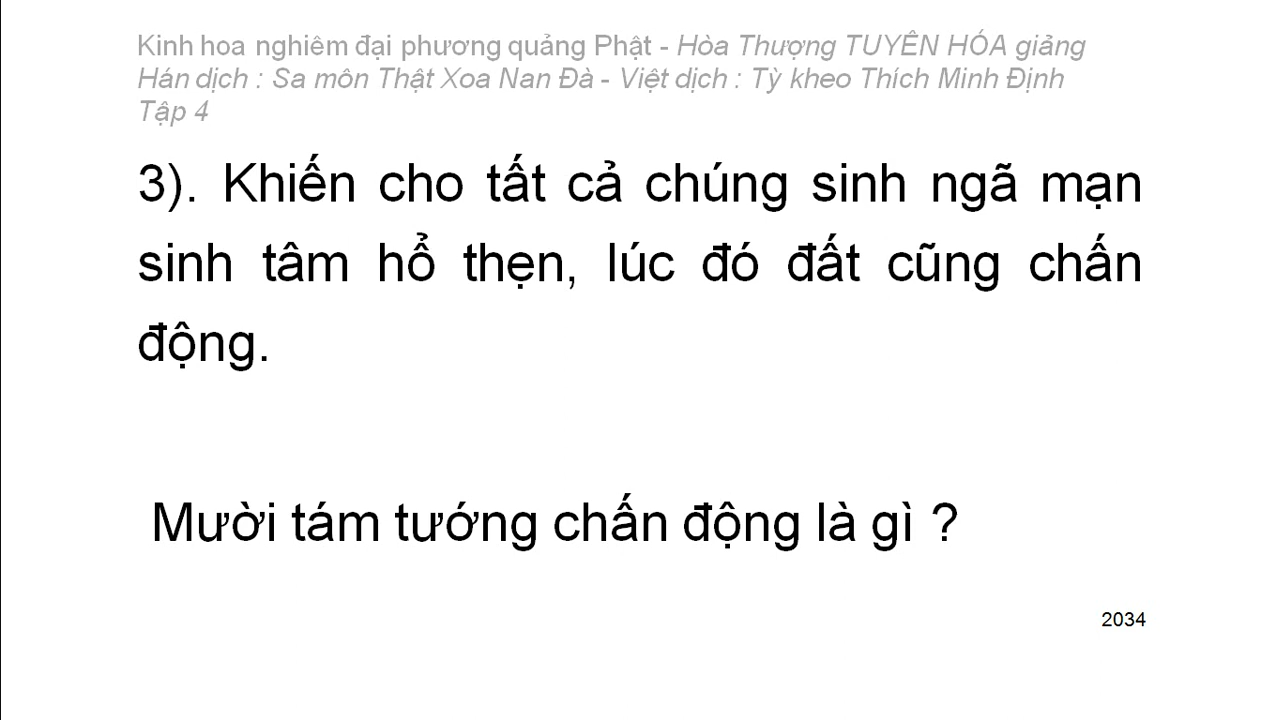 Kinh hoa nghiêm đại phương quảng Phật - Hòa Thượng TUYÊN HÓA giảng
Hán dịch : Sa môn Thật Xoa Nan Đà - Việt dịch : Tỳ kheo Thích Minh Định
Tập 4
3). Khiến cho tất cả chúng sinh ngã mạn
sinh tâm hổ thẹn, lúc đó đất cũng chấn
động.
Mười tám tướng chấn động là gì ?
2034